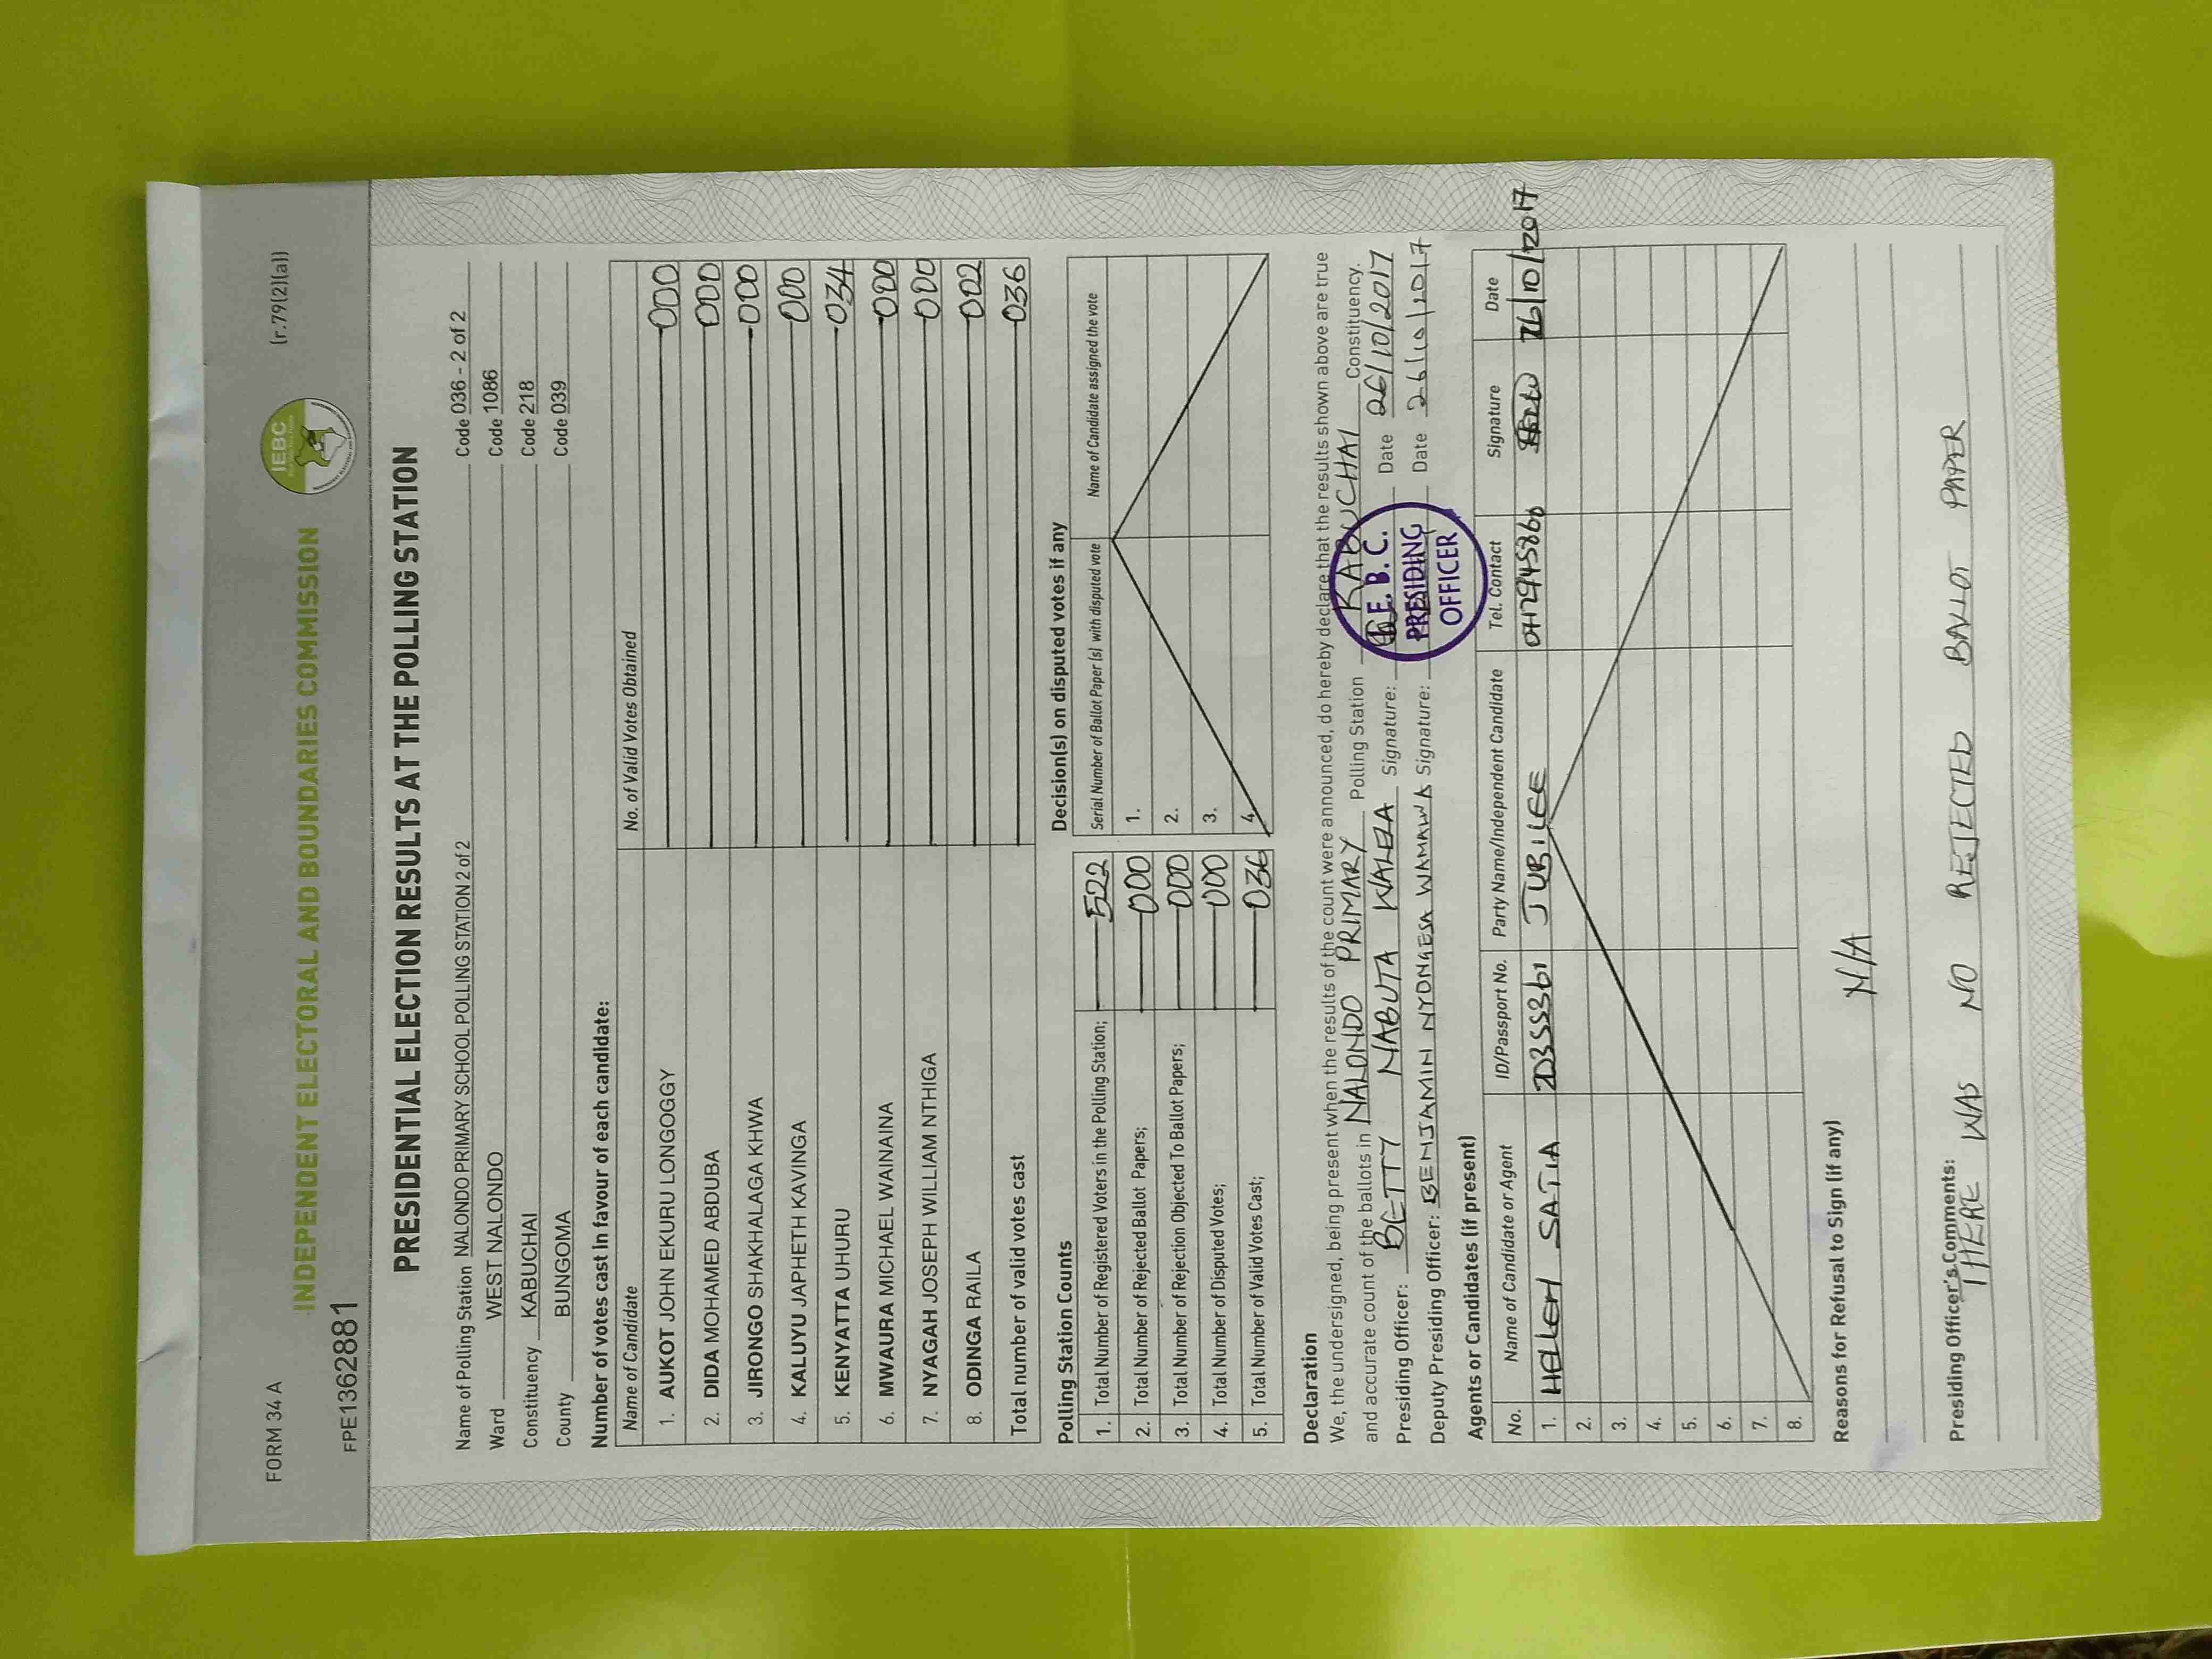 FORM 34 A
(r.79(2)(a))
INDEPENDENT ELECTORAL AND BOUNDARIES COMMISSION
IEBC
FPE1362881
PRESIDENTIAL ELECTION RESULTS AT THE POLLING STATION
Name of Polling Station NALONDO PRIMARY SCHOOL POLLING STATION 2 of 2 Code 036 - 2 of 2
Ward WEST NALONDO Code 1086
Constituency KABUCHAI Code 218
County BUNGOMA Code 039
Number of votes cast in favour of each candidate:
Name of Candidate No. of Valid Votes Obtained
1. AUKOT JOHN EKURU LONGOGGY 000
2. DIDA MOHAMED ABDUBA 000
3. JIRONGO SHAKHALAGA KHWA 000
4. KALUYU JAPHETH KAVINGA 000
5. KENYATTA UHURU 034
6. MWAURA MICHAEL WAINAINA 000
7. NYAGAH JOSEPH WILLIAM NTHIGA 000
8. ODINGA RAILA 002
Total number of valid votes cast 036
Polling Station Counts
1. Total Number of Registered Voters in the Polling Station; 522
2. Total Number of Rejected Ballot Papers; 000
3. Total Number of Rejection Objected To Ballot Papers; 000
4. Total Number of Disputed Votes; 000
5. Total Number of Valid Votes Cast; 036
Decision(s) on disputed votes if any
Serial Number of Ballot Paper (s) with disputed vote Name of Candidate assigned the vote
1.
2.
3.
4.
Declaration
We, the undersigned, being present when the results of the count were announced, do hereby declare that the results shown above are true
and accurate count of the ballots in NALONDO PRIMARY Polling Station KABUCHAI Constituency.
Presiding Officer: BETTY NABUTA Signature: Date 26/10/2017
Deputy Presiding Officer: BENJAMIN NYONGESA WAMAWA Signature: Date 26/10/2017
I. E. B. C.
PRESIDING
OFFICER
Agents or Candidates (if present)
No. Name of Candidate or Agent ID/Passport No. Party Name/Independent Candidate Tel. Contact Signature Date
1. HELLEN SATIA JUBILEE 26/10/2017
2.
3.
4.
5.
6.
7.
8.
Reasons for Refusal to Sign (if any)
N/A
Presiding Officer's Comments:
THERE WAS NO REJECTED BALLOT PAPER